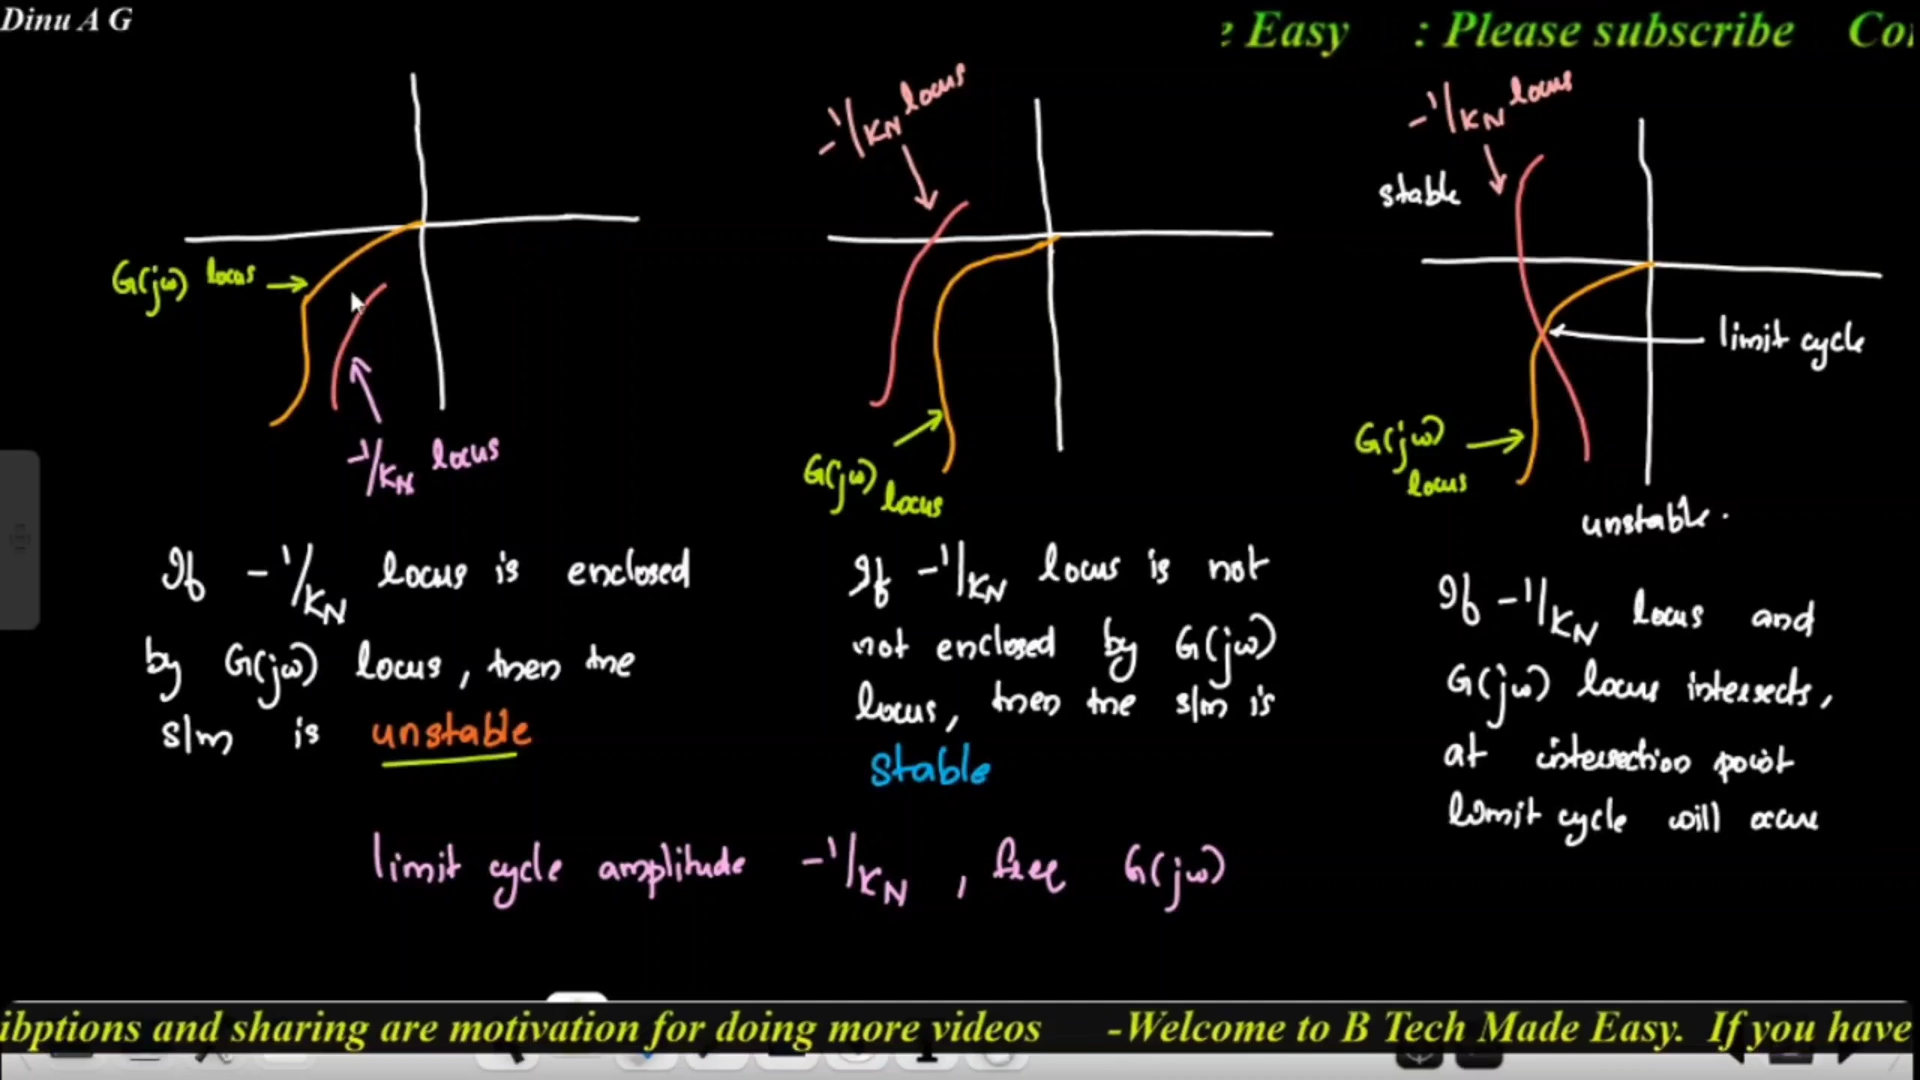 Dinu A G
e Easy : Please subscribe Co
G(jω) locus
-1/KN locus
-1/KN locus
G(jω) locus
-1/KN locus
stable
limit cycle
G(jω) locus
unstable.
If -1/KN locus is enclosed
by G(jω) locus, then the
s/m is unstable
If -1/KN locus is not
not enclosed by G(jω)
locus, then the s/m is
stable
If -1/KN locus and
G(jω) locus intersects,
at intersection point
limit cycle will occur
limit cycle amplitude -1/KN , freq G(jω)
ibptions and sharing are motivation for doing more videos -Welcome to B Tech Made Easy. If you have